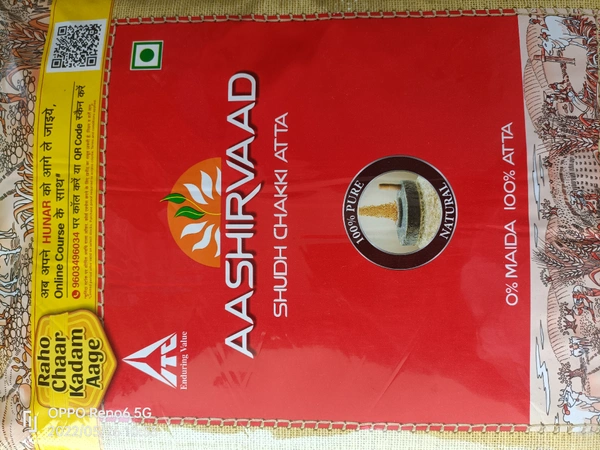 Raho
Chaar
Kadam
Aage
अब अपने HUNAR को आगे ले जाइये,
Online Course के साथ#
9603496034 पर कॉल करें या QR Code स्कैन करें
ITC
Enduring Value
AASHIRVAAD
SHUDH CHAKKI ATTA
100% PURE
NATURAL
0% MAIDA 100% ATTA
OPPO Reno6 5G